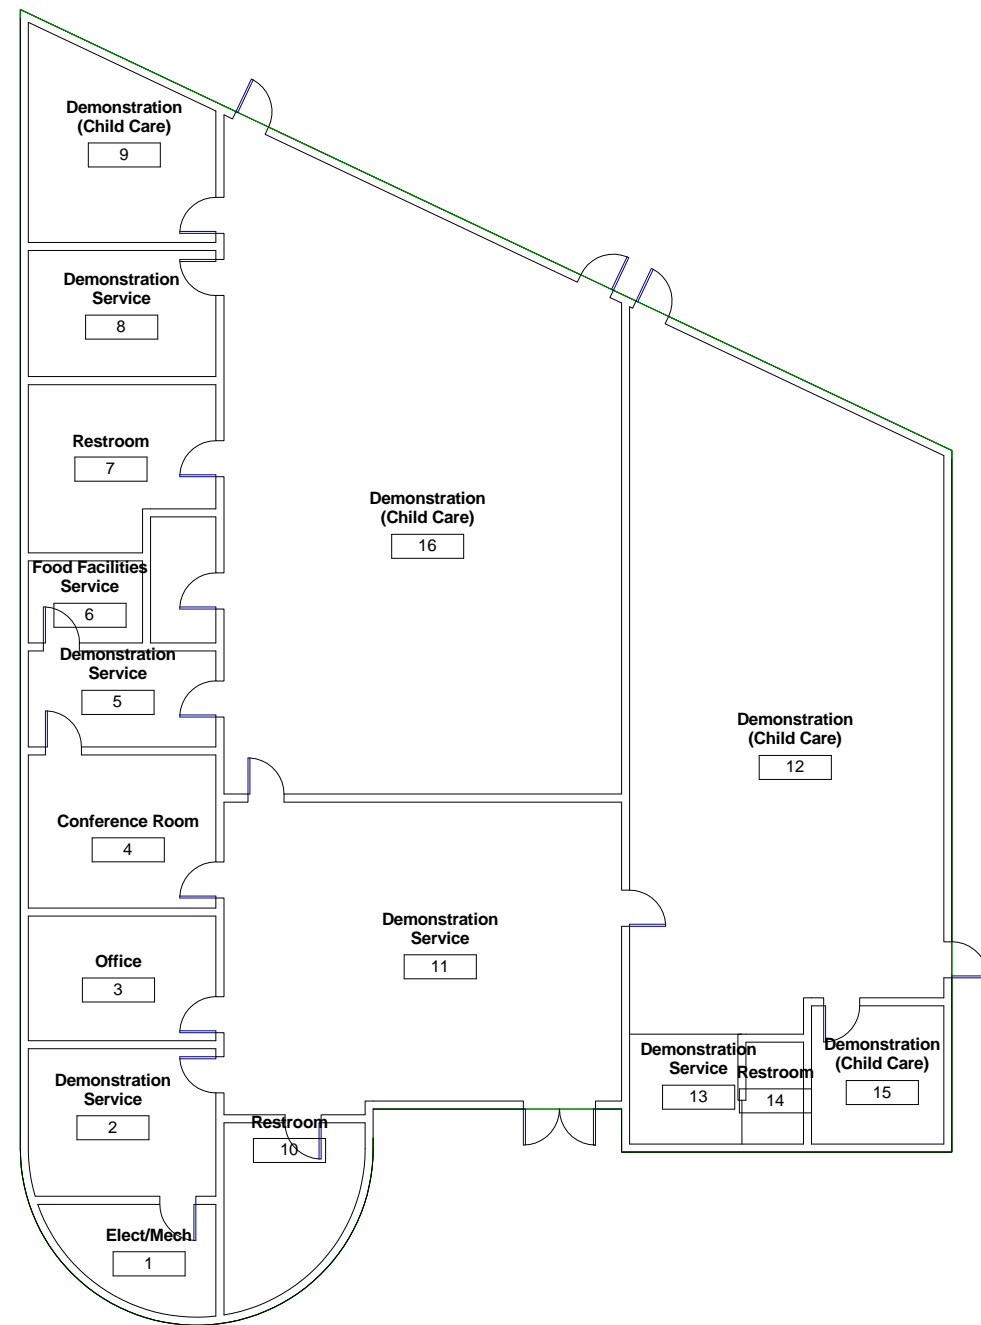 Demonstration
(Child Care)
9
Demonstration
Service
8
Restroom
7
Demonstration
(Child Care)
16
Food Facilities
Service
6
Demonstration
Service
5
Demonstration
(Child Care)
12
Conference Room
4
Demonstration
Service
11
Office
3
Demonstration
Service
13
Restroom
14
Demonstration
(Child Care)
15
Demonstration
Service
2
Restroom
10
Elect/Mech
1